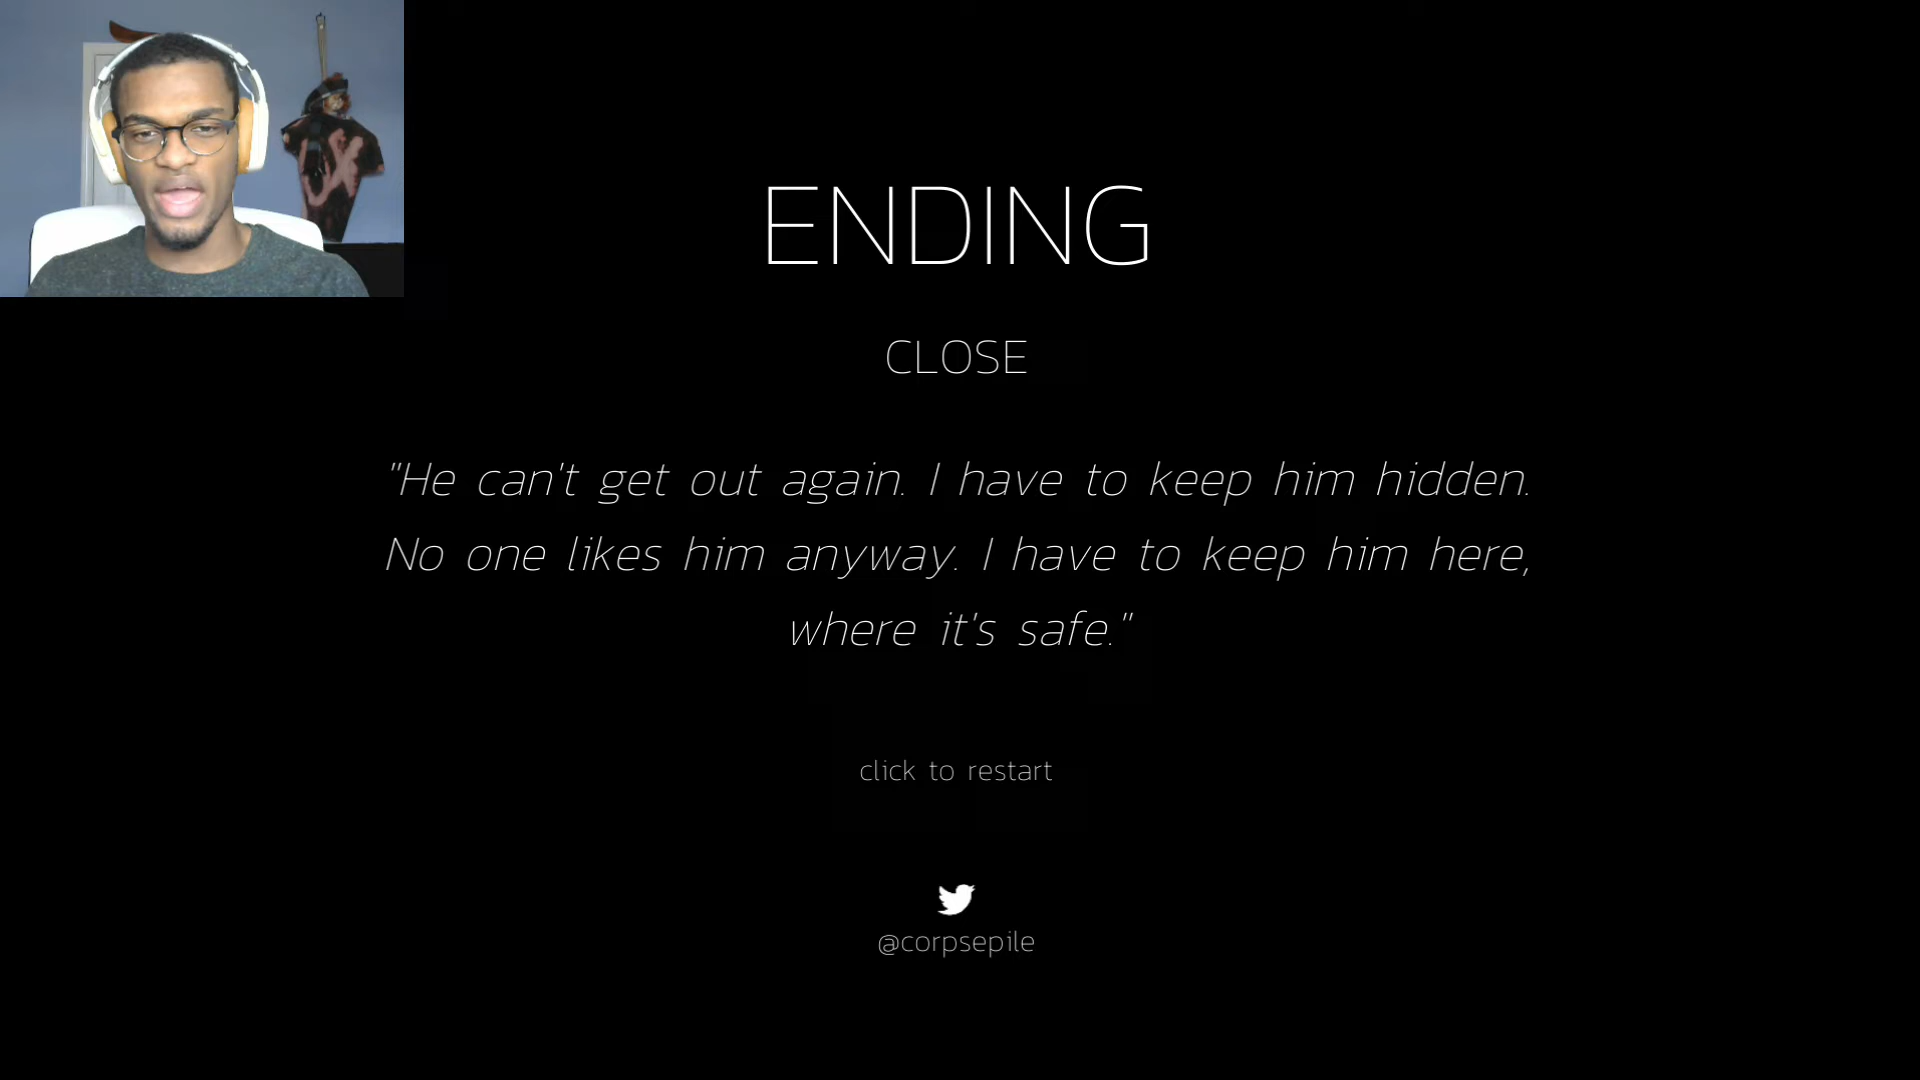 ENDING
CLOSE
"He can't get out again. I have to keep him hidden.
No one likes him anyway. I have to keep him here,
where it's safe."
click to restart
@corpsepile